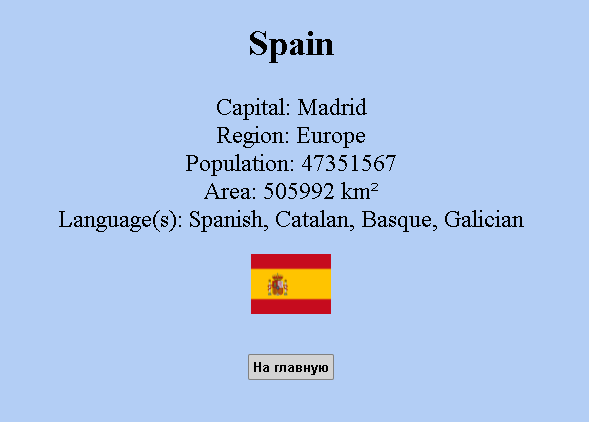 Spain
Capital: Madrid
Region: Europe
Population: 47351567
Area: 505992 km²
Language(s): Spanish, Catalan, Basque, Galician
На главную